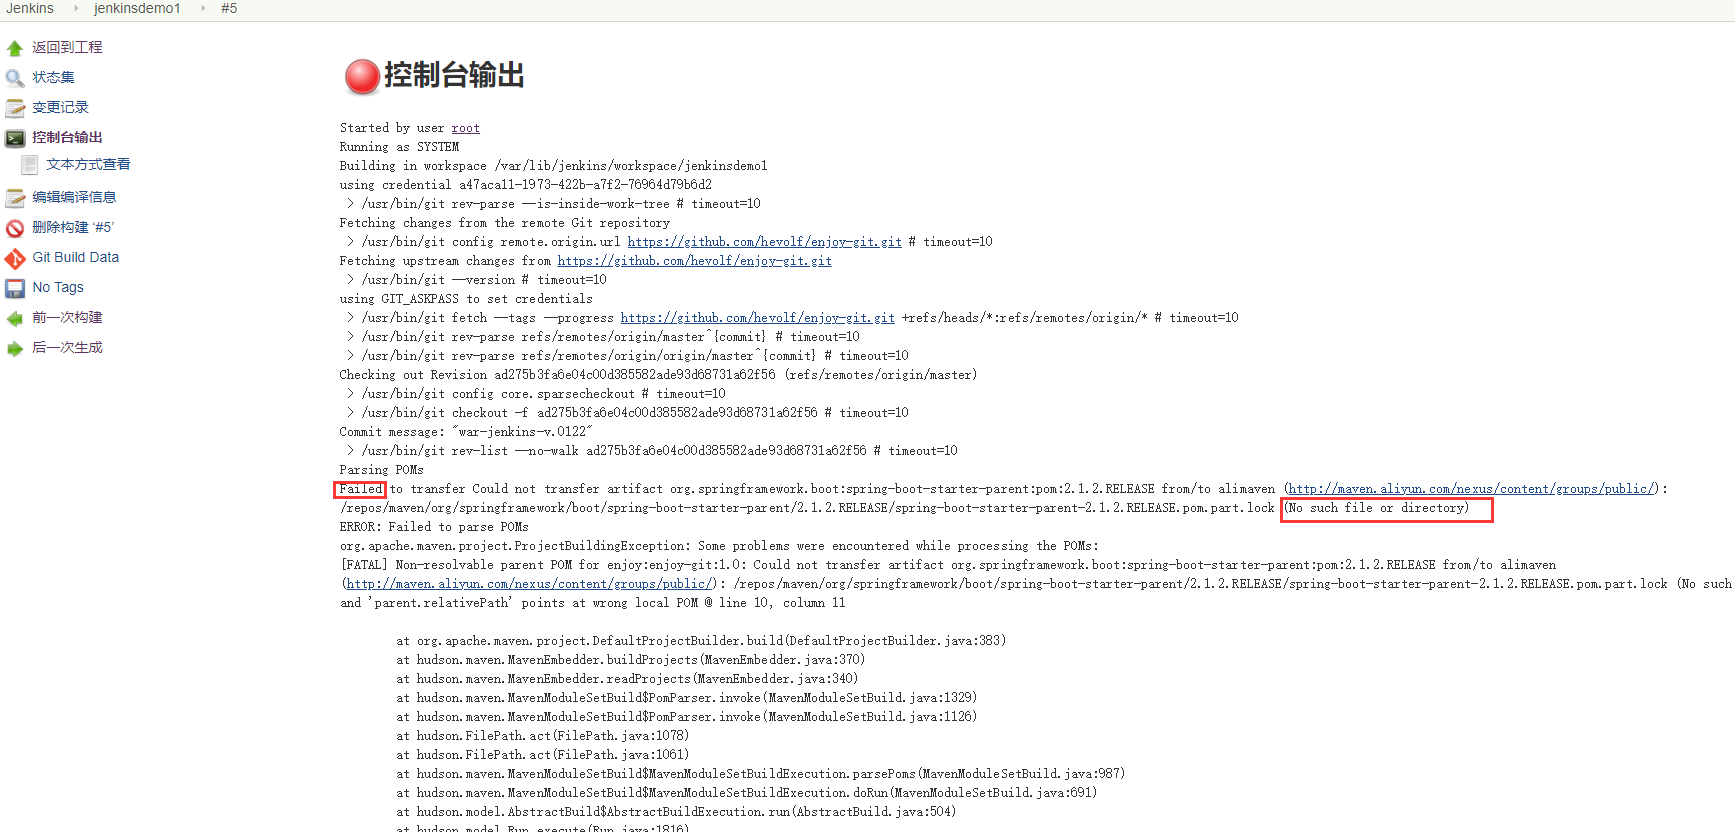 Jenkins jenkinsdemo1 #5
返回到工程
状态集
变更记录
控制台输出
文本方式查看
编辑编译信息
删除构建 ‘#5’
Git Build Data
No Tags
前一次构建
后一次生成
控制台输出
Started by user root
Running as SYSTEM
Building in workspace /var/lib/jenkins/workspace/jenkinsdemo1
using credential a47aca11-1973-422b-a7f2-76964d79b6d2
> /usr/bin/git rev-parse --is-inside-work-tree # timeout=10
Fetching changes from the remote Git repository
> /usr/bin/git config remote.origin.url https://github.com/hevolf/enjoy-git.git # timeout=10
Fetching upstream changes from https://github.com/hevolf/enjoy-git.git
> /usr/bin/git --version # timeout=10
using GIT_ASKPASS to set credentials
> /usr/bin/git fetch --tags --progress https://github.com/hevolf/enjoy-git.git +refs/heads/*:refs/remotes/origin/* # timeout=10
> /usr/bin/git rev-parse refs/remotes/origin/master^{commit} # timeout=10
> /usr/bin/git rev-parse refs/remotes/origin/origin/master^{commit} # timeout=10
Checking out Revision ad275b3fa6e04c00d385582ade93d68731a62f56 (refs/remotes/origin/master)
> /usr/bin/git config core.sparsecheckout # timeout=10
> /usr/bin/git checkout -f ad275b3fa6e04c00d385582ade93d68731a62f56 # timeout=10
Commit message: "war-jenkins-v.0122"
> /usr/bin/git rev-list --no-walk ad275b3fa6e04c00d385582ade93d68731a62f56 # timeout=10
Parsing POMs
Failed to transfer Could not transfer artifact org.springframework.boot:spring-boot-starter-parent:pom:2.1.2.RELEASE from/to alimaven (http://maven.aliyun.com/nexus/content/groups/public/):
/repos/maven/org/springframework/boot/spring-boot-starter-parent/2.1.2.RELEASE/spring-boot-starter-parent-2.1.2.RELEASE.pom.part.lock (No such file or directory)
ERROR: Failed to parse POMs
org.apache.maven.project.ProjectBuildingException: Some problems were encountered while processing the POMs:
[FATAL] Non-resolvable parent POM for enjoy:enjoy-git:1.0: Could not transfer artifact org.springframework.boot:spring-boot-starter-parent:pom:2.1.2.RELEASE from/to alimaven
(http://maven.aliyun.com/nexus/content/groups/public/): /repos/maven/org/springframework/boot/spring-boot-starter-parent/2.1.2.RELEASE/spring-boot-starter-parent-2.1.2.RELEASE.pom.part.lock (No such
and 'parent.relativePath' points at wrong local POM @ line 10, column 11
at org.apache.maven.project.DefaultProjectBuilder.build(DefaultProjectBuilder.java:383)
at hudson.maven.MavenEmbedder.buildProjects(MavenEmbedder.java:370)
at hudson.maven.MavenEmbedder.readProjects(MavenEmbedder.java:340)
at hudson.maven.MavenModuleSetBuild$PomParser.invoke(MavenModuleSetBuild.java:1329)
at hudson.maven.MavenModuleSetBuild$PomParser.invoke(MavenModuleSetBuild.java:1126)
at hudson.FilePath.act(FilePath.java:1078)
at hudson.FilePath.act(FilePath.java:1061)
at hudson.maven.MavenModuleSetBuild$MavenModuleSetBuildExecution.parsePoms(MavenModuleSetBuild.java:987)
at hudson.maven.MavenModuleSetBuild$MavenModuleSetBuildExecution.doRun(MavenModuleSetBuild.java:691)
at hudson.model.AbstractBuild$AbstractBuildExecution.run(AbstractBuild.java:504)
at hudson.model.Run.execute(Run.java:1816)